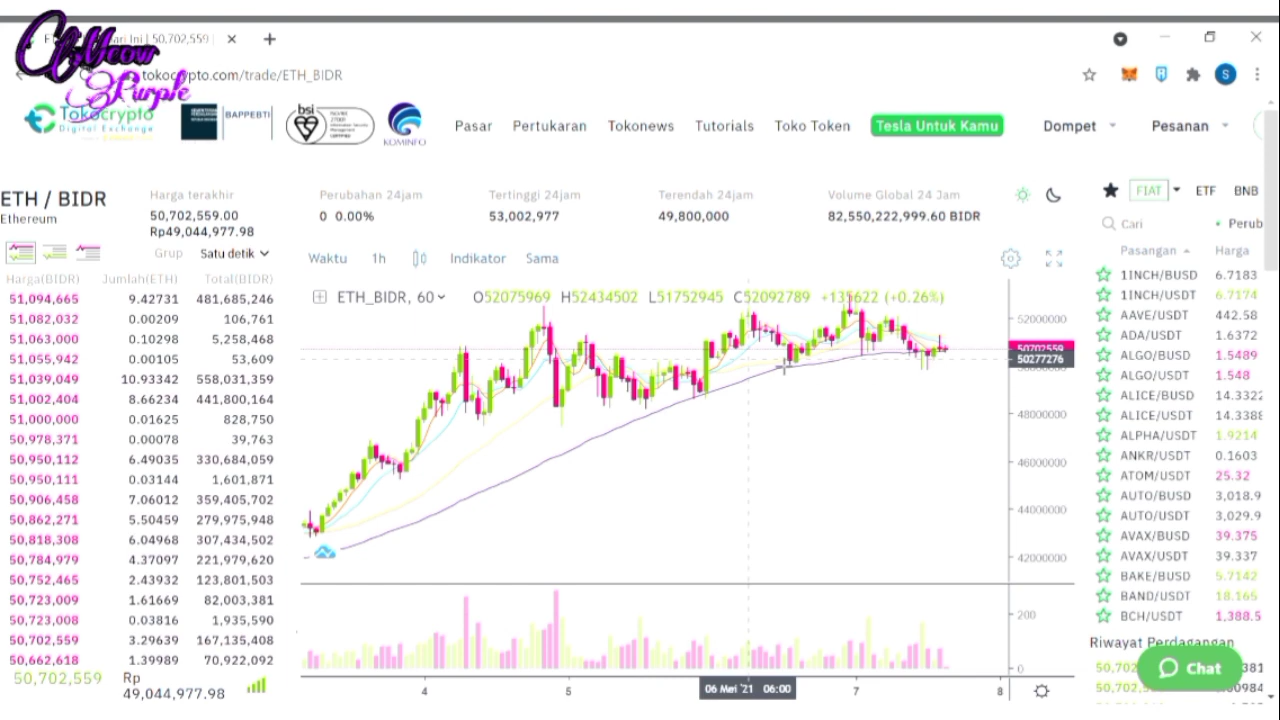 ari Ini | 50,702,559
Mcow
Purple
tokocrypto.com/trade/ETH_BIDR
Tokocrypto
Digital Exchange
BAPPEBTI
bsi
KOMINFO
Pasar Pertukaran Tokonews Tutorials Toko Token Tesla Untuk Kamu Dompet Pesanan
ETH / BIDR
Ethereum
Harga terakhir
50,702,559.00
Rp49,044,977.98
Perubahan 24jam
0 0.00%
Tertinggi 24jam
53,002,977
Terendah 24jam
49,800,000
Volume Global 24 Jam
82,550,222,999.60 BIDR
FIAT ETF BNB
Cari Perub
Grup Satu detik
Waktu 1h Indikator Sama
Harga(BIDR) Jumlah(ETH) Total(BIDR)
51,094,665 9.42731 481,685,246
51,082,032 0.00209 106,761
51,063,000 0.10298 5,258,468
51,055,942 0.00105 53,609
51,039,049 10.93342 558,031,359
51,002,404 8.66234 441,800,164
51,000,000 0.01625 828,750
50,978,371 0.00078 39,763
50,950,112 6.49035 330,684,059
50,950,111 0.03144 1,601,871
50,906,458 7.06012 359,405,702
50,862,271 5.50459 279,975,948
50,818,308 6.04968 307,434,502
50,784,979 4.37097 221,979,620
50,752,465 2.43932 123,801,503
50,723,009 1.61669 82,003,381
50,723,008 0.03816 1,935,590
50,702,559 3.29639 167,135,408
50,662,618 1.39989 70,922,092
50,702,559 Rp
49,044,977.98
ETH_BIDR, 60 O52075969 H52434502 L51752945 C52092789 +135622 (+0.26%)
52000000
50702559
50277276
48000000
46000000
44000000
42000000
200
0
4 5 06 Mei '21 06:00 7 8
Pasangan Harga
1INCH/BUSD 6.7183
1INCH/USDT 6.7174
AAVE/USDT 442.58
ADA/USDT 1.6372
ALGO/BUSD 1.5489
ALGO/USDT 1.548
ALICE/BUSD 14.3322
ALICE/USDT 14.3388
ALPHA/USDT 1.9214
ANKR/USDT 0.1603
ATOM/USDT 25.32
AUTO/BUSD 3,018.9
AUTO/USDT 3,029.9
AVAX/BUSD 39.375
AVAX/USDT 39.337
BAKE/BUSD 5.7142
BAND/USDT 18.165
BCH/USDT 1,388.5
Riwayat Perdagangan
Chat